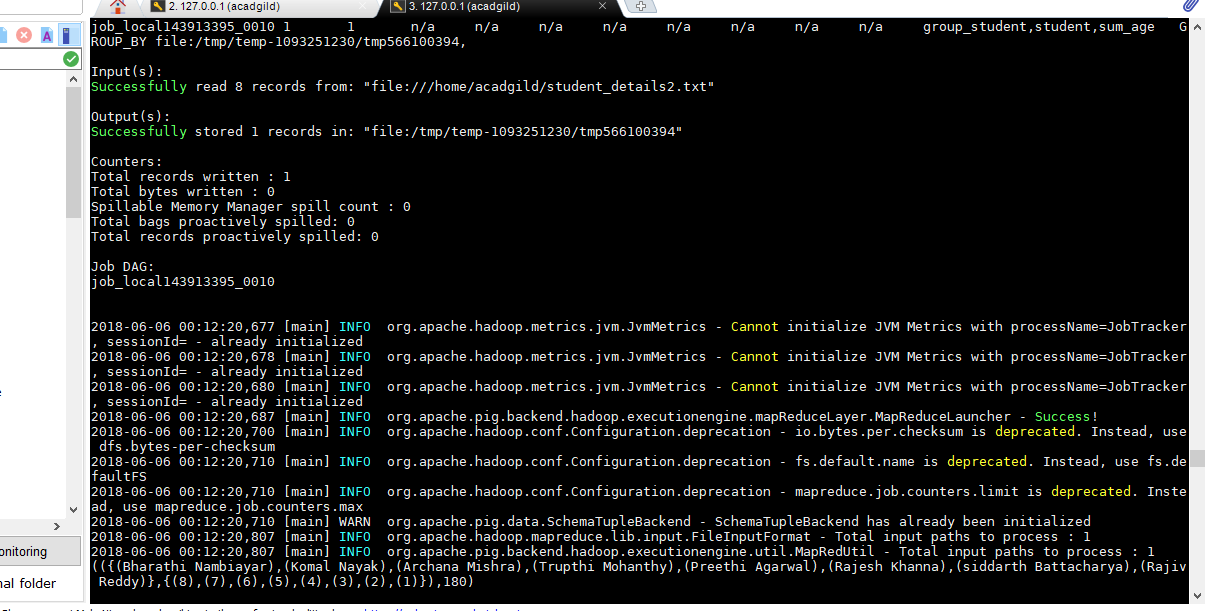 2. 127.0.0.1 (acadgild)
3. 127.0.0.1 (acadgild)
job_local143913395_0010 1 1 n/a n/a n/a n/a n/a n/a n/a n/a group_student,student,sum_age G
ROUP_BY file:/tmp/temp-1093251230/tmp566100394,
Input(s):
Successfully read 8 records from: "file:///home/acadgild/student_details2.txt"
Output(s):
Successfully stored 1 records in: "file:/tmp/temp-1093251230/tmp566100394"
Counters:
Total records written : 1
Total bytes written : 0
Spillable Memory Manager spill count : 0
Total bags proactively spilled: 0
Total records proactively spilled: 0
Job DAG:
job_local143913395_0010
2018-06-06 00:12:20,677 [main] INFO org.apache.hadoop.metrics.jvm.JvmMetrics - Cannot initialize JVM Metrics with processName=JobTracker
, sessionId= - already initialized
2018-06-06 00:12:20,678 [main] INFO org.apache.hadoop.metrics.jvm.JvmMetrics - Cannot initialize JVM Metrics with processName=JobTracker
, sessionId= - already initialized
2018-06-06 00:12:20,680 [main] INFO org.apache.hadoop.metrics.jvm.JvmMetrics - Cannot initialize JVM Metrics with processName=JobTracker
, sessionId= - already initialized
2018-06-06 00:12:20,687 [main] INFO org.apache.pig.backend.hadoop.executionengine.mapReduceLayer.MapReduceLauncher - Success!
2018-06-06 00:12:20,700 [main] INFO org.apache.hadoop.conf.Configuration.deprecation - io.bytes.per.checksum is deprecated. Instead, use
dfs.bytes-per-checksum
2018-06-06 00:12:20,710 [main] INFO org.apache.hadoop.conf.Configuration.deprecation - fs.default.name is deprecated. Instead, use fs.de
faultFS
2018-06-06 00:12:20,710 [main] INFO org.apache.hadoop.conf.Configuration.deprecation - mapreduce.job.counters.limit is deprecated. Inste
ad, use mapreduce.job.counters.max
2018-06-06 00:12:20,710 [main] WARN org.apache.pig.data.SchemaTupleBackend - SchemaTupleBackend has already been initialized
2018-06-06 00:12:20,807 [main] INFO org.apache.hadoop.mapreduce.lib.input.FileInputFormat - Total input paths to process : 1
2018-06-06 00:12:20,807 [main] INFO org.apache.pig.backend.hadoop.executionengine.util.MapRedUtil - Total input paths to process : 1
(({(Bharathi Nambiayar),(Komal Nayak),(Archana Mishra),(Trupthi Mohanthy),(Preethi Agarwal),(Rajesh Khanna),(siddarth Battacharya),(Rajiv
Reddy)},{(8),(7),(6),(5),(4),(3),(2),(1)}),180)
onitoring
nal folder